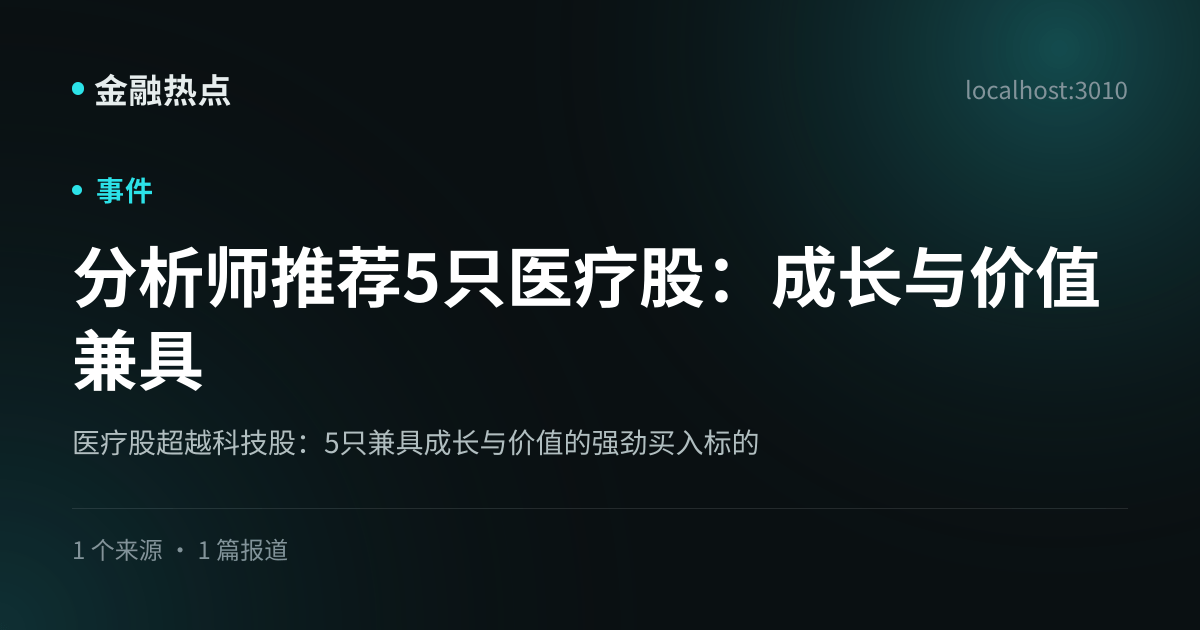 金融热点
localhost:3010
事件
分析师推荐5只医疗股：成长与价值
兼具
医疗股超越科技股：5只兼具成长与价值的强劲买入标的
1 个来源 · 1 篇报道